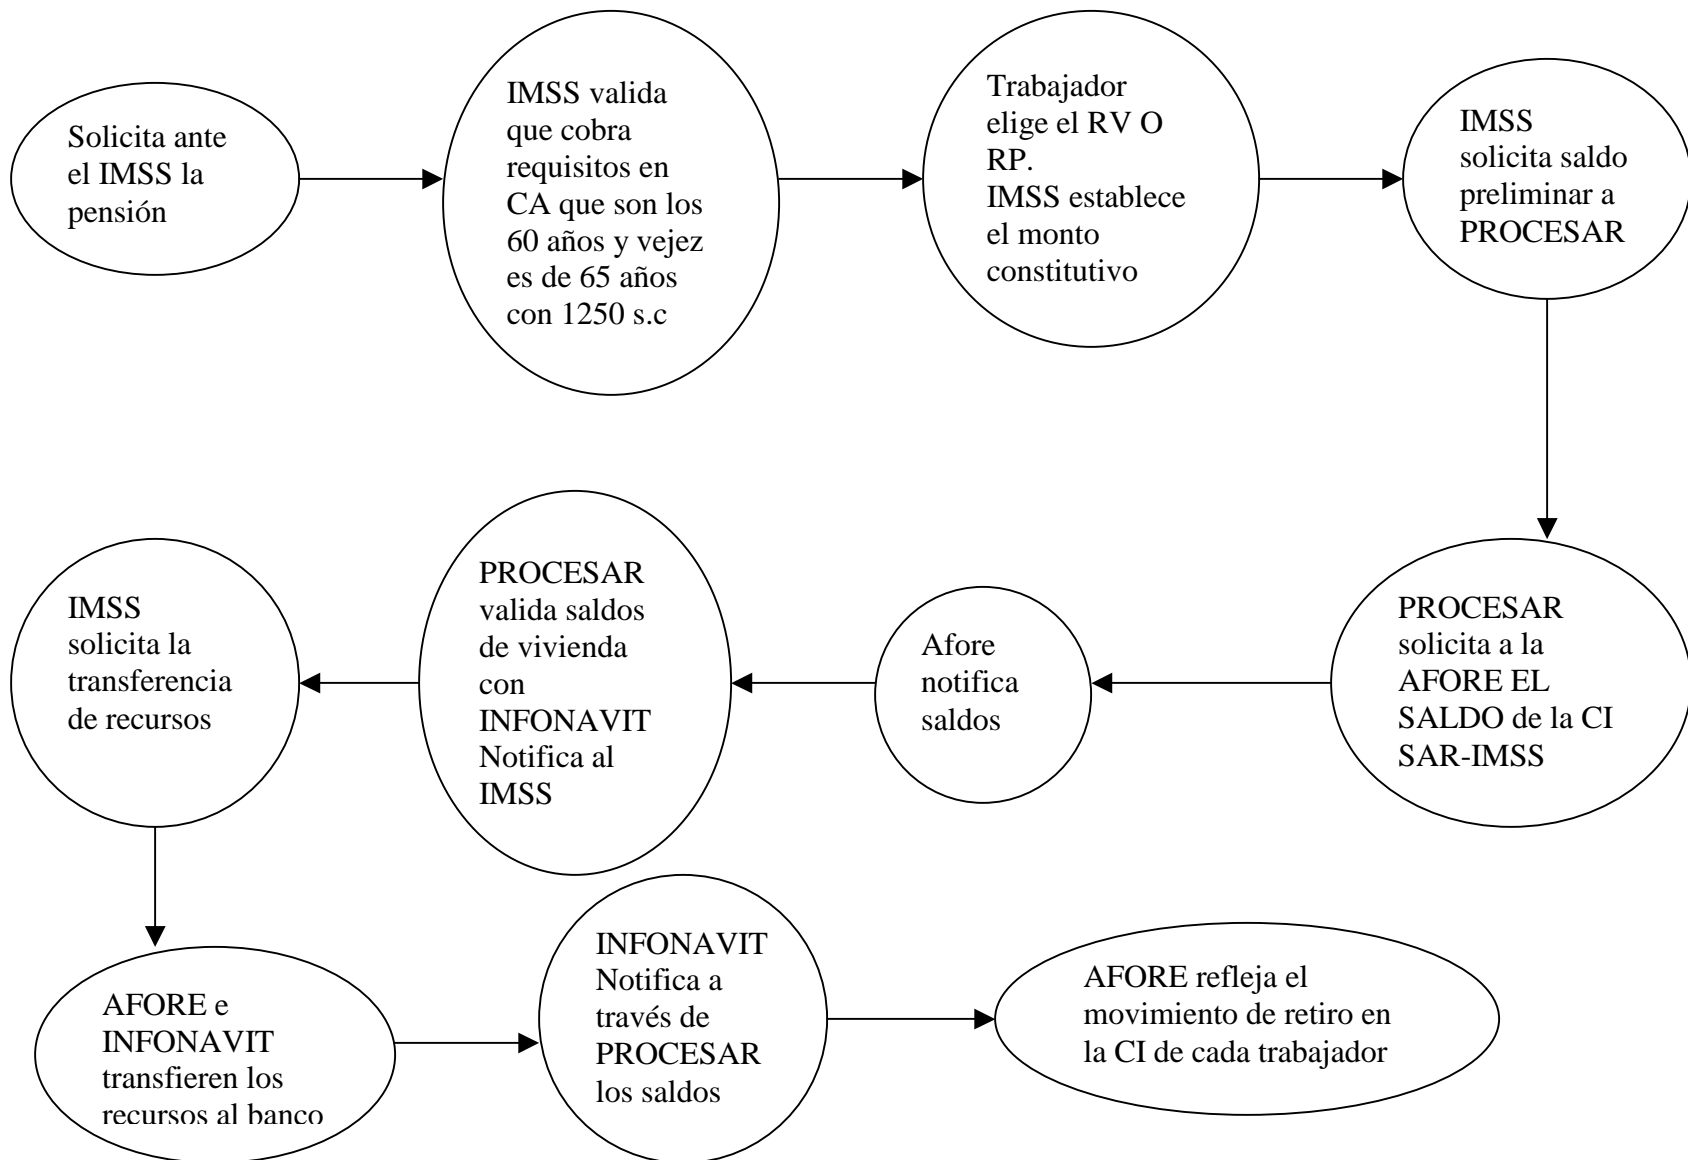 Solicita ante
el IMSS la
pensión
IMSS valida
que cobra
requisitos en
CA que son los
60 años y vejez
es de 65 años
con 1250 s.c
Trabajador
elige el RV O
RP.
IMSS establece
el monto
constitutivo
IMSS
solicita saldo
preliminar a
PROCESAR
PROCESAR
solicita a la
AFORE EL
SALDO de la CI
SAR-IMSS
Afore
notifica
saldos
PROCESAR
valida saldos
de vivienda
con
INFONAVIT
Notifica al
IMSS
IMSS
solicita la
transferencia
de recursos
AFORE e
INFONAVIT
transfieren los
recursos al banco
INFONAVIT
Notifica a
través de
PROCESAR
los saldos
AFORE refleja el
movimiento de retiro en
la CI de cada trabajador